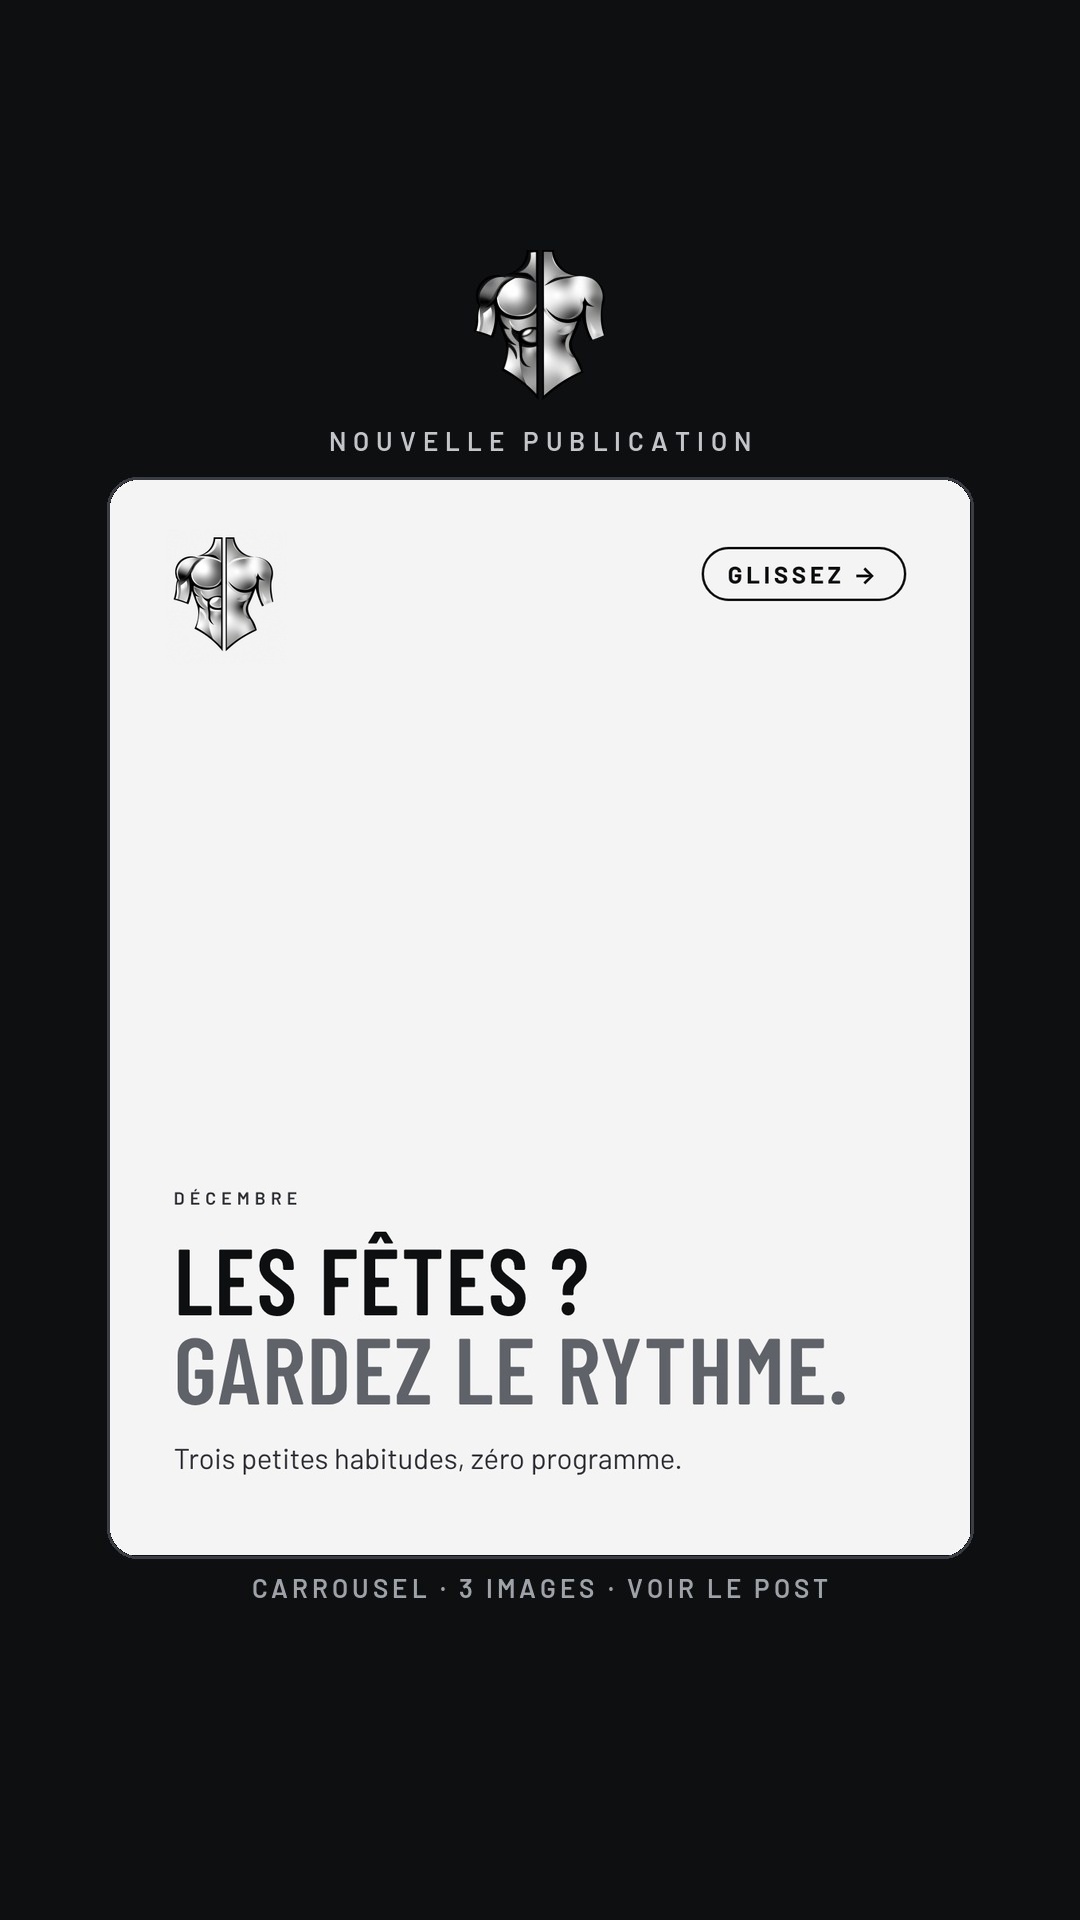 NOUVELLE PUBLICATION
GLISSEZ →
DÉCEMBRE
LES FÊTES ?
GARDEZ LE RYTHME.
Trois petites habitudes, zéro programme.
CARROUSEL · 3 IMAGES · VOIR LE POST